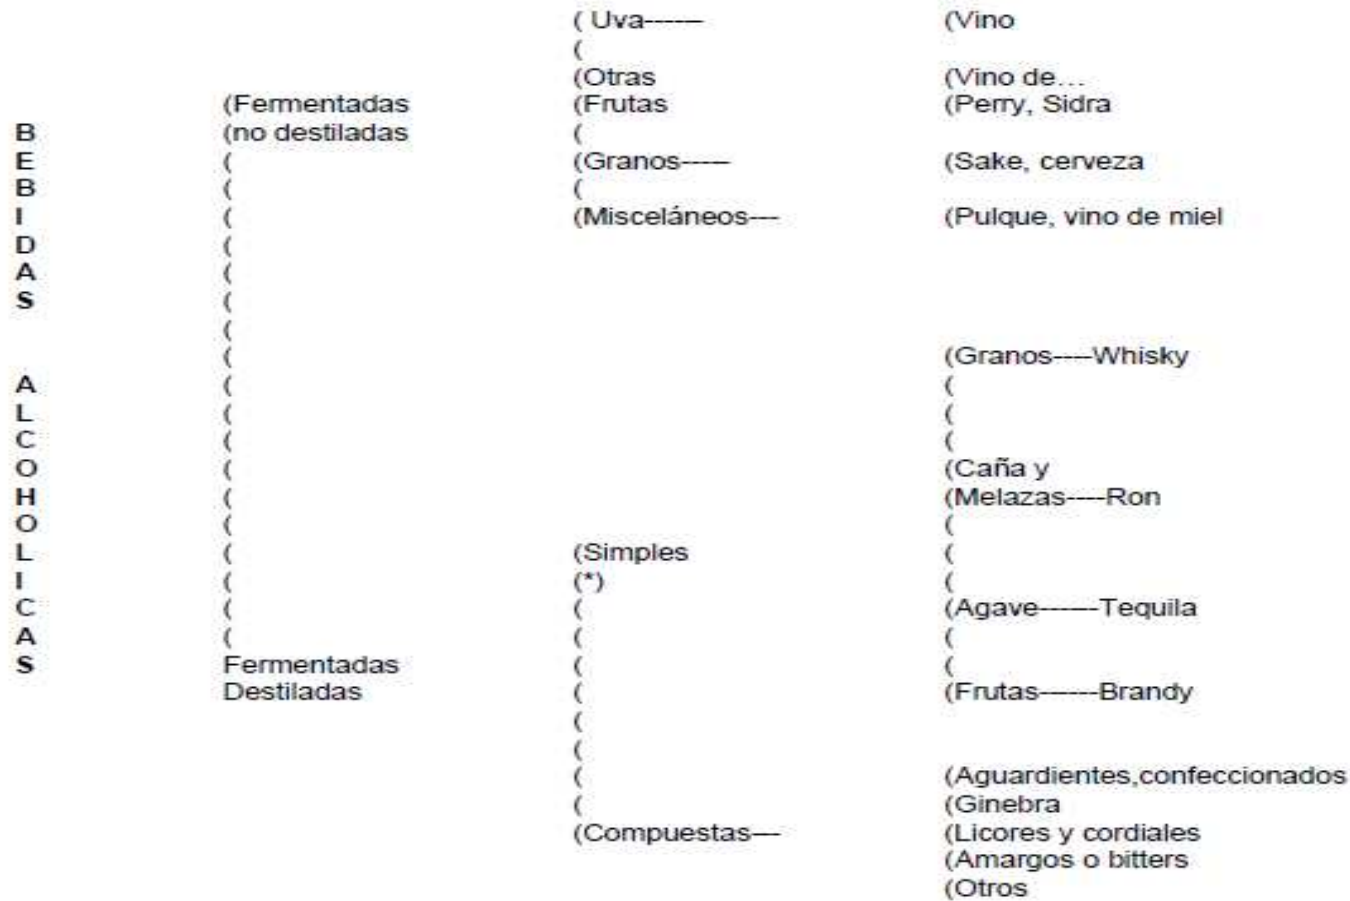 ( Uva------ (Vino
(
(Otras (Vino de…
(Fermentadas (Frutas (Perry, Sidra
B (no destiladas (
E ( (Granos----- (Sake, cerveza
B ( (
I ( (Misceláneos--- (Pulque, vino de miel
D (
A (
S (
(
( (Granos----Whisky
A ( (
L ( (
C ( (
O ( (Caña y
H ( (Melazas----Ron
O ( (
L ( (Simples (
I ( (*) (
C ( ( (Agave------Tequila
A ( ( (
S Fermentadas ( (
Destiladas ( (Frutas------Brandy
(
(
( (Aguardientes,confeccionados
( (Ginebra
(Compuestas--- (Licores y cordiales
(Amargos o bitters
(Otros